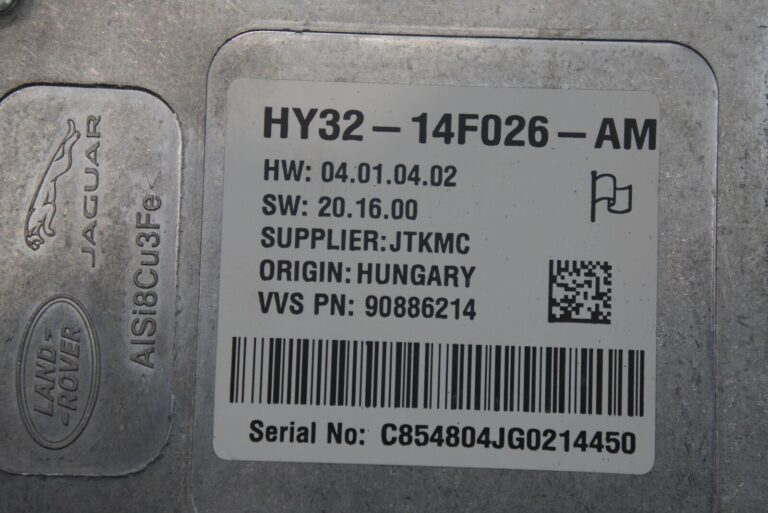 HY32-14F026-AM
HW: 04.01.04.02
SW: 20.16.00
SUPPLIER:JTKMC
ORIGIN:HUNGARY
VVS PN: 90886214
Serial No: C854804JG0214450
JAGUAR
LAND-
-ROVER
AlSi8Cu3Fe<